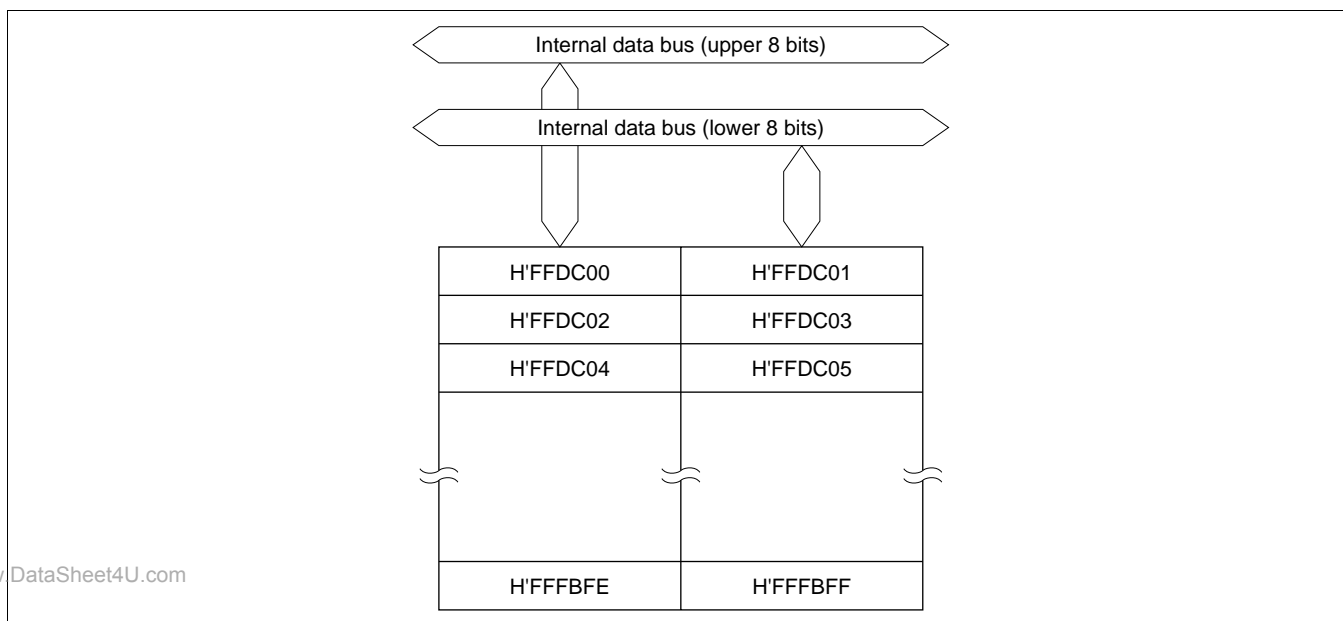 Internal data bus (upper 8 bits)
Internal data bus (lower 8 bits)
H'FFDC00 H'FFDC01
H'FFDC02 H'FFDC03
H'FFDC04 H'FFDC05
.DataSheet4U.com
H'FFFBFE H'FFFBFF